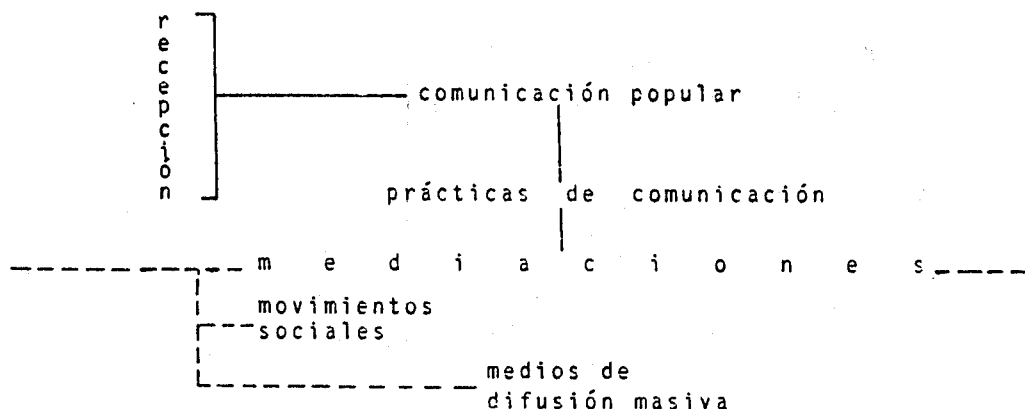 recepción
comunicación popular
prácticas de comunicación
mediaciones
movimientos
sociales
medios de
difusión masiva